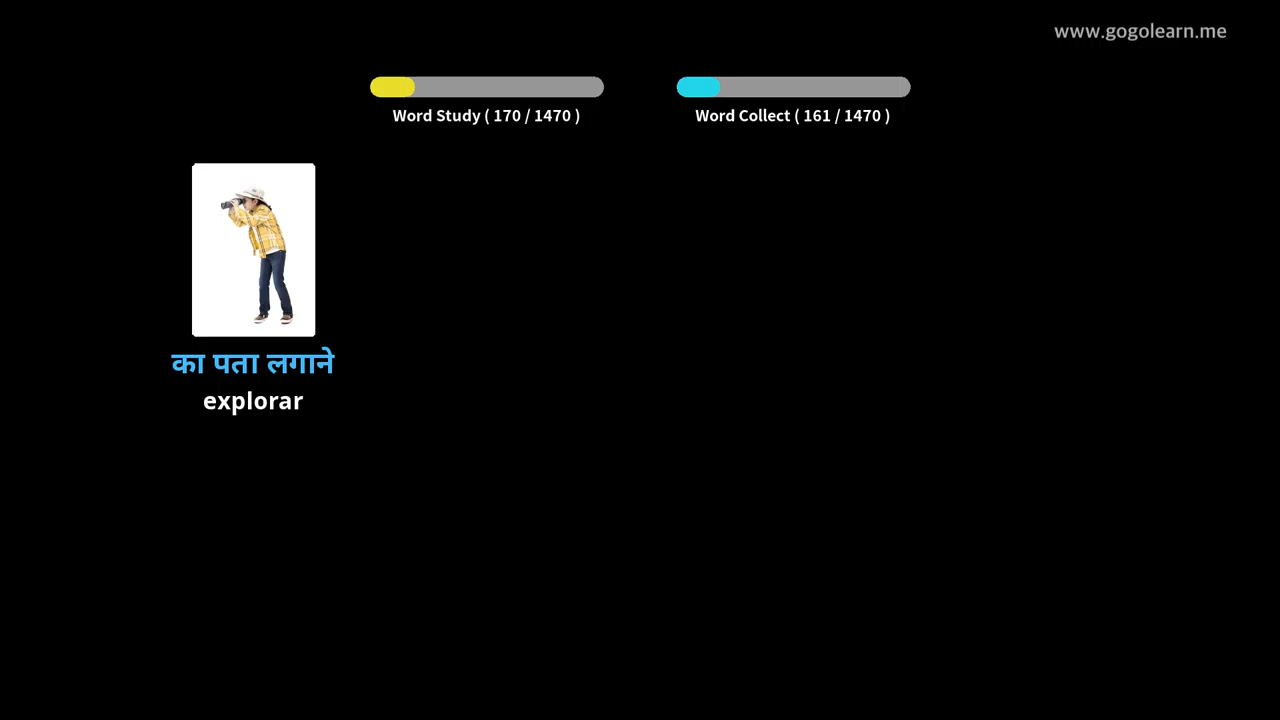 www.gogolearn.me
Word Study ( 170 / 1470 )
Word Collect ( 161 / 1470 )
का पता लगाने
explorar